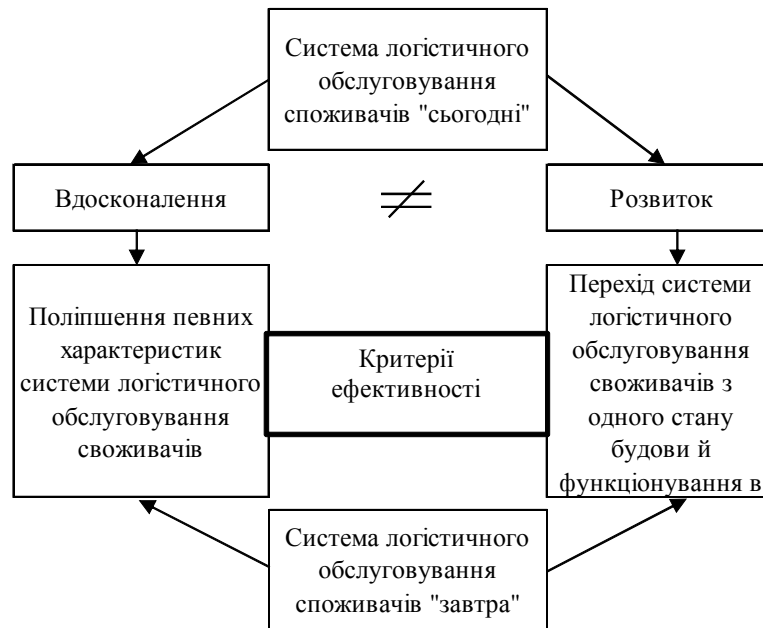 Система логістичного
обслуговування
споживачів "сьогодні"
Вдосконалення
≠
Розвиток
Поліпшення певних
характеристик
системи логістичного
обслуговування
своживачів
Критерії
ефективності
Перехід системи
логістичного
обслуговування
своживачів з
одного стану
будови й
функціонування в
Система логістичного
обслуговування
споживачів "завтра"